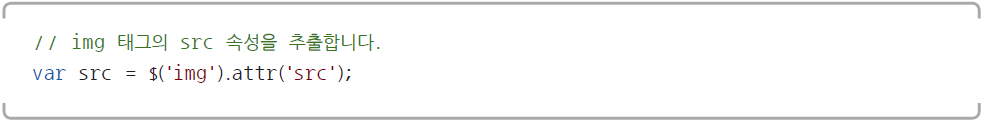 // img 태그의 src 속성을 추출합니다.
var src = $('img').attr('src');